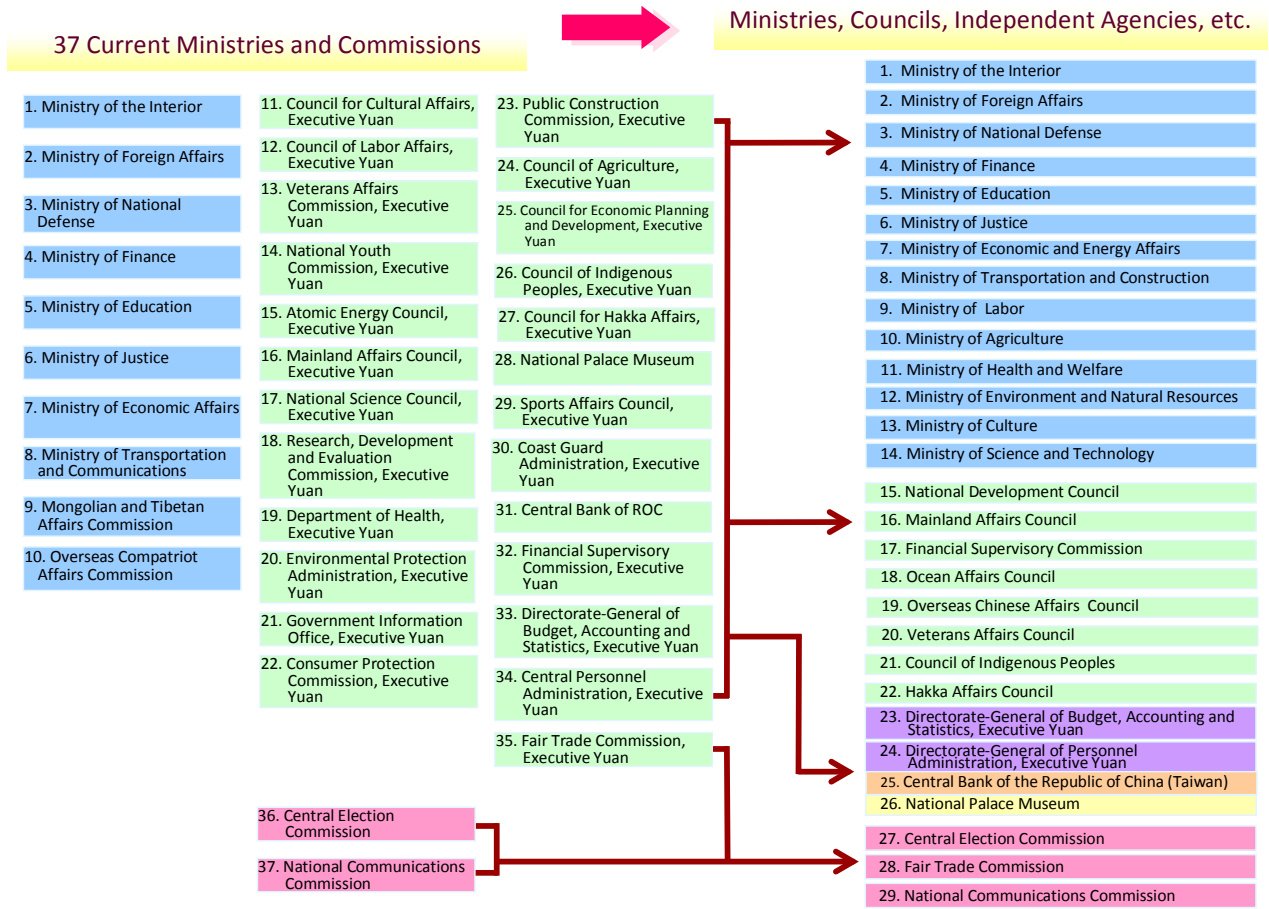 37 Current Ministries and Commissions
Ministries, Councils, Independent Agencies, etc.
1. Ministry of the Interior
2. Ministry of Foreign Affairs
3. Ministry of National
Defense
4. Ministry of Finance
5. Ministry of Education
6. Ministry of Justice
7. Ministry of Economic Affairs
8. Ministry of Transportation
and Communications
9. Mongolian and Tibetan
Affairs Commission
10. Overseas Compatriot
Affairs Commission
11. Council for Cultural Affairs,
Executive Yuan
12. Council of Labor Affairs,
Executive Yuan
13. Veterans Affairs
Commission, Executive
Yuan
14. National Youth
Commission, Executive
Yuan
15. Atomic Energy Council,
Executive Yuan
16. Mainland Affairs Council,
Executive Yuan
17. National Science Council,
Executive Yuan
18. Research, Development
and Evaluation
Commission, Executive
Yuan
19. Department of Health,
Executive Yuan
20. Environmental Protection
Administration, Executive
Yuan
21. Government Information
Office, Executive Yuan
22. Consumer Protection
Commission, Executive
Yuan
23. Public Construction
Commission, Executive
Yuan
24. Council of Agriculture,
Executive Yuan
25. Council for Economic Planning
and Development, Executive
Yuan
26. Council of Indigenous
Peoples, Executive Yuan
27. Council for Hakka Affairs,
Executive Yuan
28. National Palace Museum
29. Sports Affairs Council,
Executive Yuan
30. Coast Guard
Administration, Executive
Yuan
31. Central Bank of ROC
32. Financial Supervisory
Commission, Executive
Yuan
33. Directorate-General of
Budget, Accounting and
Statistics, Executive Yuan
34. Central Personnel
Administration, Executive
Yuan
35. Fair Trade Commission,
Executive Yuan
36. Central Election
Commission
37. National Communications
Commission
1. Ministry of the Interior
2. Ministry of Foreign Affairs
3. Ministry of National Defense
4. Ministry of Finance
5. Ministry of Education
6. Ministry of Justice
7. Ministry of Economic and Energy Affairs
8. Ministry of Transportation and Construction
9. Ministry of Labor
10. Ministry of Agriculture
11. Ministry of Health and Welfare
12. Ministry of Environment and Natural Resources
13. Ministry of Culture
14. Ministry of Science and Technology
15. National Development Council
16. Mainland Affairs Council
17. Financial Supervisory Commission
18. Ocean Affairs Council
19. Overseas Chinese Affairs Council
20. Veterans Affairs Council
21. Council of Indigenous Peoples
22. Hakka Affairs Council
23. Directorate-General of Budget, Accounting and
Statistics, Executive Yuan
24. Directorate-General of Personnel
Administration, Executive Yuan
25. Central Bank of the Republic of China (Taiwan)
26. National Palace Museum
27. Central Election Commission
28. Fair Trade Commission
29. National Communications Commission